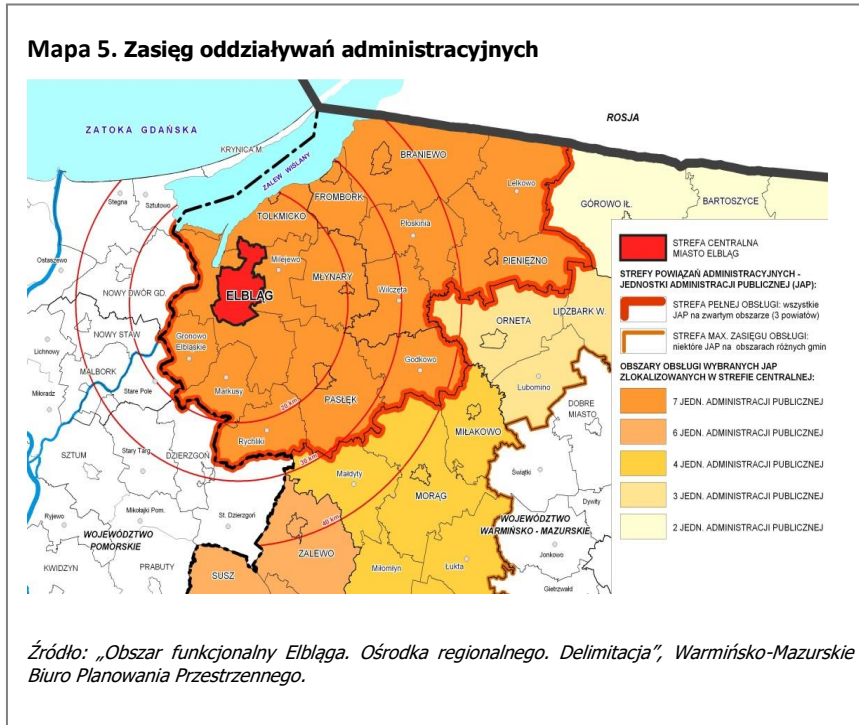 Mapa 5. Zasięg oddziaływań administracyjnych
ROSJA
ZATOKA GDAŃSKA
KRYNICA M.
ZALEW WIŚLANY
BRANIEWO
Lelkowo
Stegna
Sztutowo
FROMBORK
TOLKMICKO
Płoskinia
GÓROWO IŁ.
BARTOSZYCE
Ostaszewo
Milejewo
MŁYNARY
PIENIĘŻNO
NOWY DWÓR GD.
ELBLĄG
Wilczęta
ORNETA
LIDZBARK W.
NOWY STAW
Gronowo
Elbląskie
Lichnowy
MALBORK
Godkowo
Lubomino
Miłoradz
Stare Pole
Markusy
PASŁĘK
20 km
DOBRE
MIASTO
Rychliki
MIŁAKOWO
SZTUM
Stary Targ
DZIERZGOŃ
30 km
Małdyty
Świątki
MORĄG
Ryjewo
Mikołajki Pom.
St. Dzierzgoń
40 km
Dywity
WOJEWÓDZTWO
POMORSKIE
WOJEWÓDZTWO
WARMIŃSKO - MAZURSKIE
ZALEWO
Jonkowo
KWIDZYN
PRABUTY
SUSZ
Miłomłyn
Łukta
Gietrzwałd
STREFA CENTRALNA
MIASTO ELBLĄG
STREFY POWIĄZAŃ ADMINISTRACYJNYCH -
JEDNOSTKI ADMINISTRACJI PUBLICZNEJ (JAP):
STREFA PEŁNEJ OBSŁUGI: wszystkie
JAP na zwartym obszarze (3 powiatów)
STREFA MAX. ZASIĘGU OBSŁUGI:
niektóre JAP na obszarach różnych gmin
OBSZARY OBSŁUGI WYBRANYCH JAP
ZLOKALIZOWANYCH W STREFIE CENTRALNEJ:
7 JEDN. ADMINISTRACJI PUBLICZNEJ
6 JEDN. ADMINISTRACJI PUBLICZNEJ
4 JEDN. ADMINISTRACJI PUBLICZNEJ
3 JEDN. ADMINISTRACJI PUBLICZNEJ
2 JEDN. ADMINISTRACJI PUBLICZNEJ
Źródło: „Obszar funkcjonalny Elbląga. Ośrodka regionalnego. Delimitacja”, Warmińsko-Mazurskie
Biuro Planowania Przestrzennego.